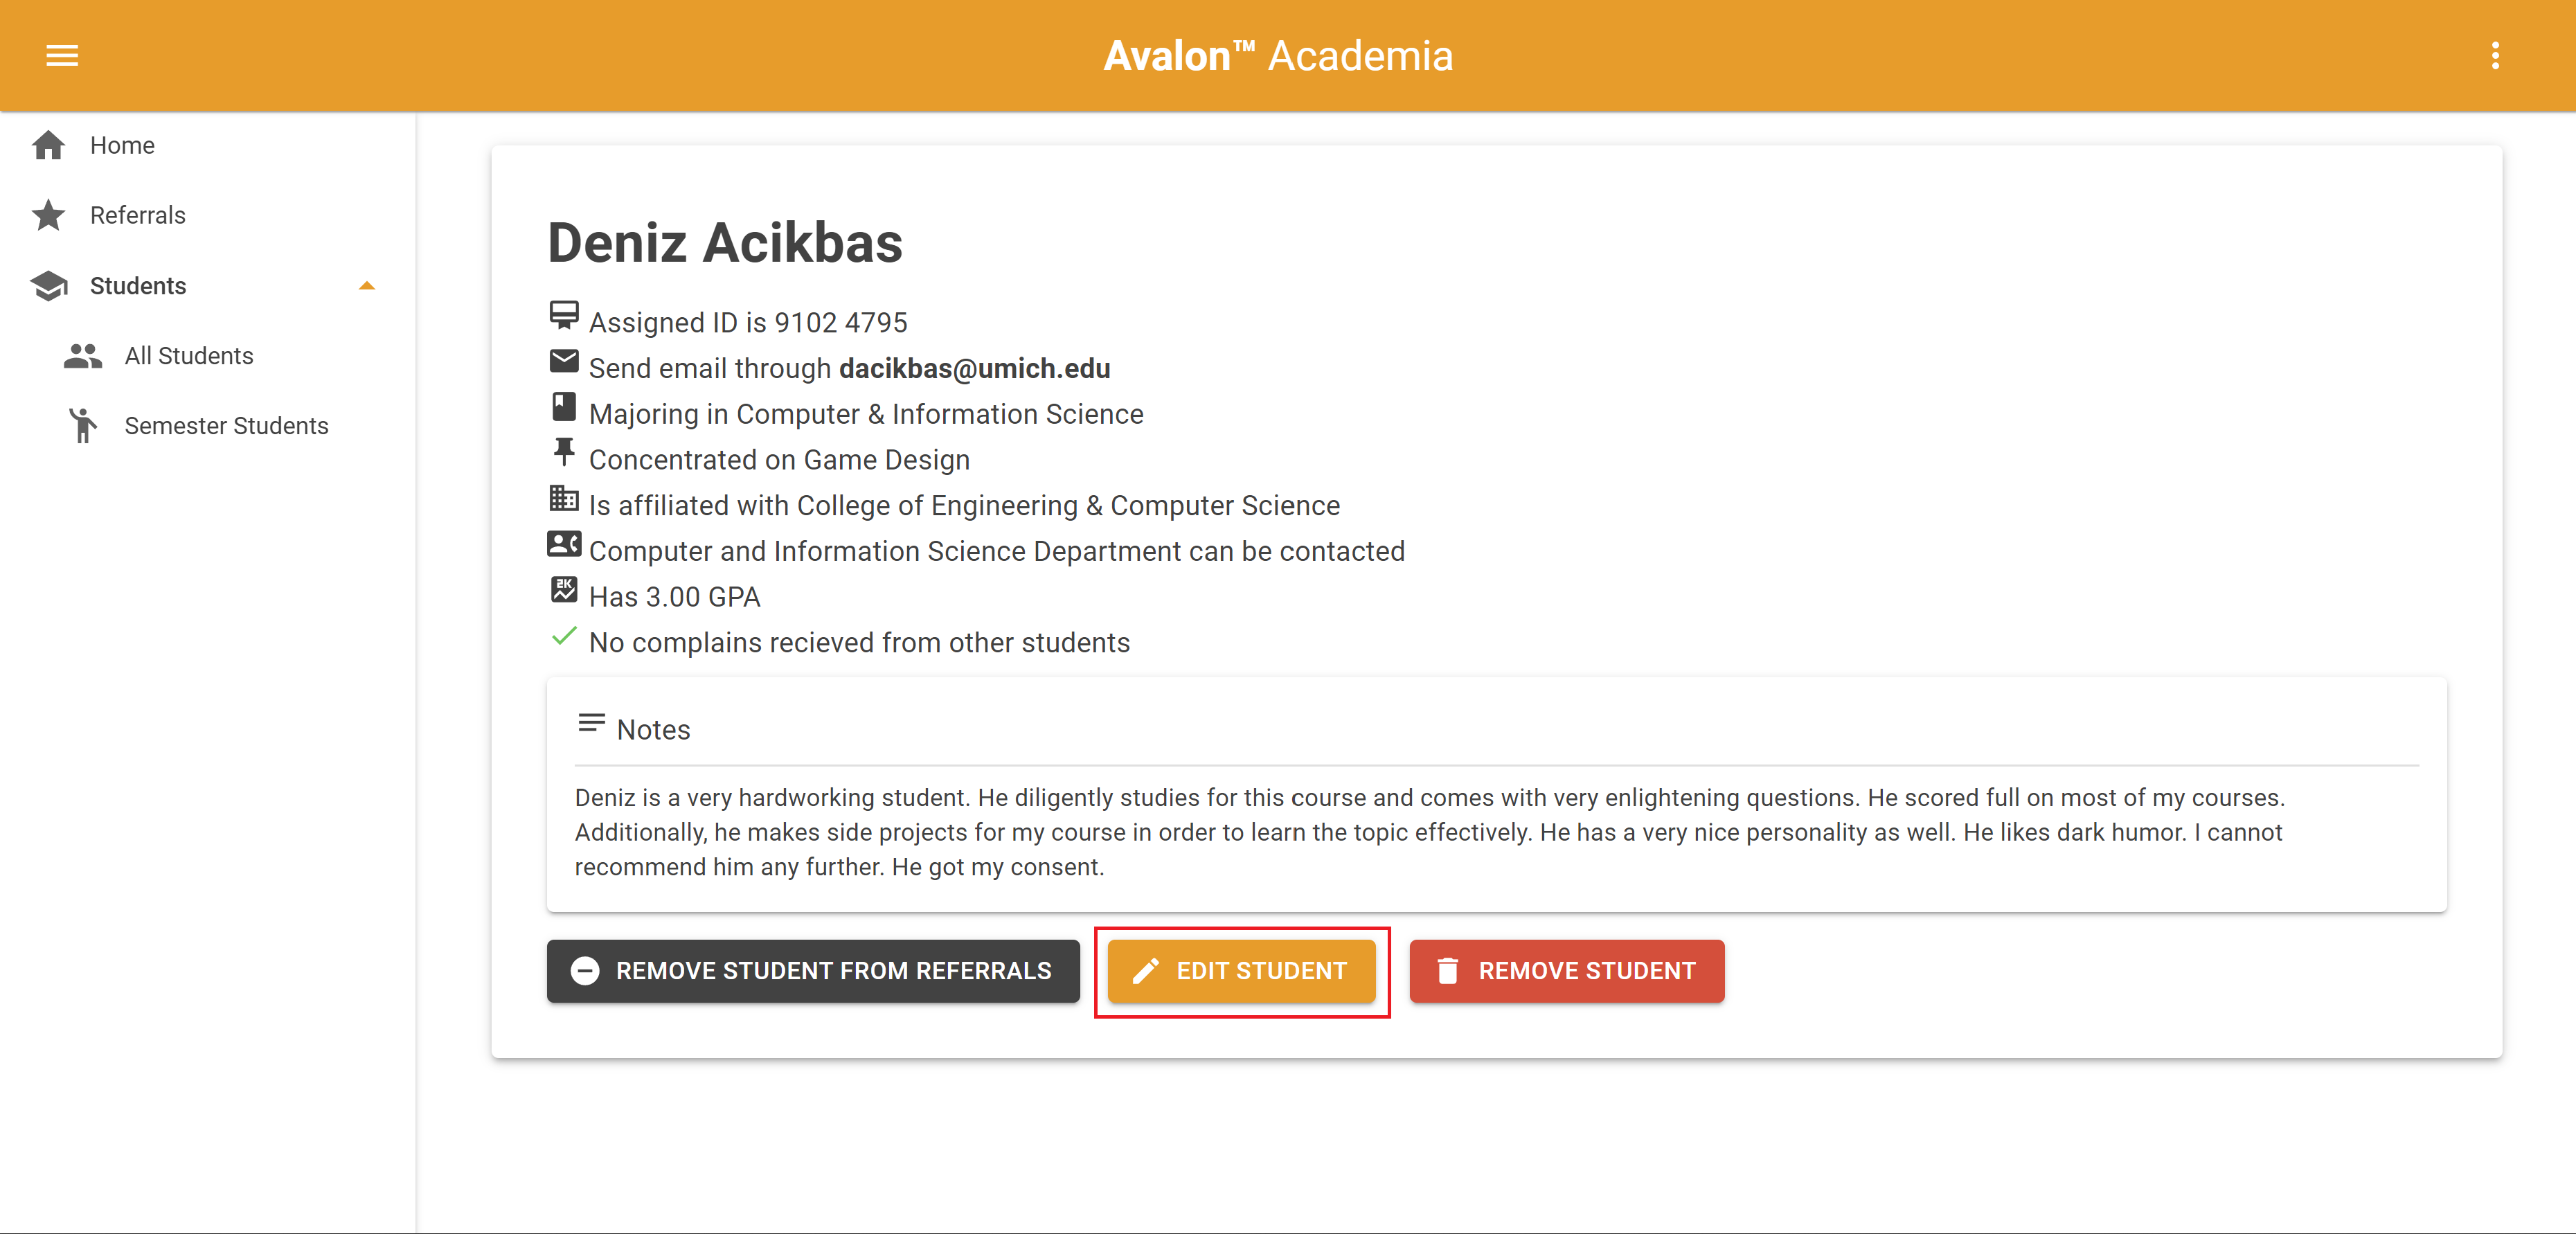 Avalon™ Academia
Home
Referrals
Students
All Students
Semester Students
Deniz Acikbas
Assigned ID is 9102 4795
Send email through dacikbas@umich.edu
Majoring in Computer & Information Science
Concentrated on Game Design
Is affiliated with College of Engineering & Computer Science
Computer and Information Science Department can be contacted
2K
Has 3.00 GPA
No complains recieved from other students
Notes
Deniz is a very hardworking student. He diligently studies for this course and comes with very enlightening questions. He scored full on most of my courses.
Additionally, he makes side projects for my course in order to learn the topic effectively. He has a very nice personality as well. He likes dark humor. I cannot
recommend him any further. He got my consent.
REMOVE STUDENT FROM REFERRALS
EDIT STUDENT
REMOVE STUDENT